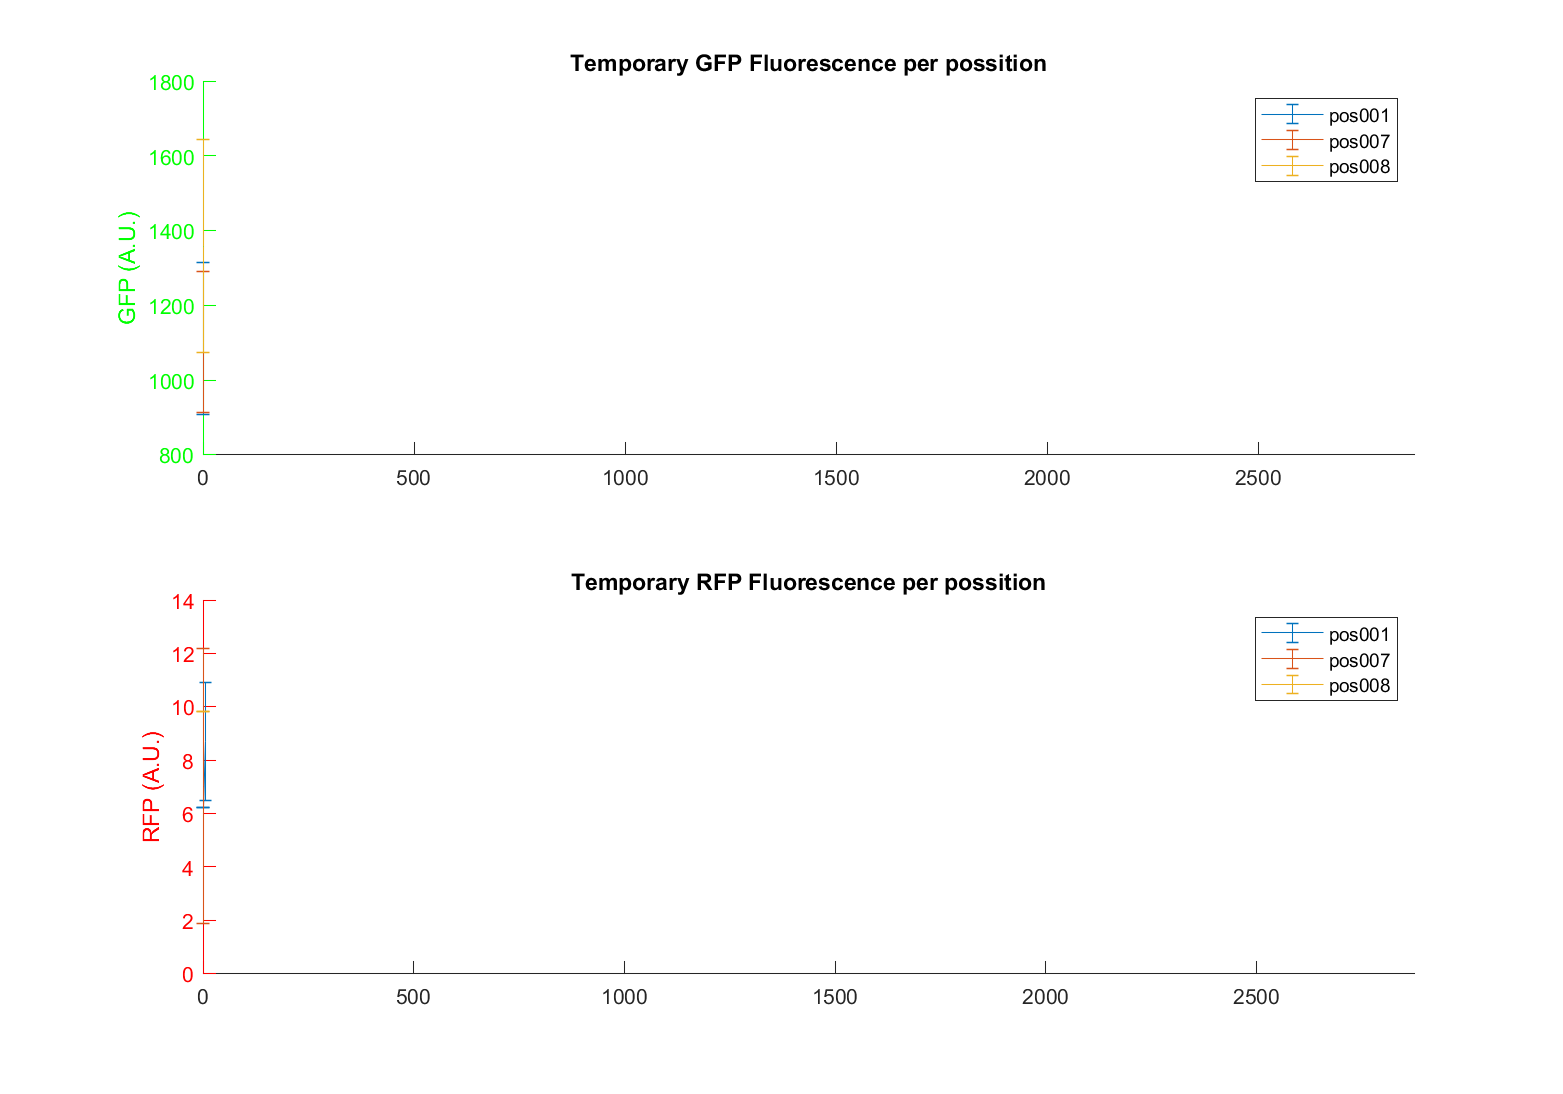 Temporary GFP Fluorescence per possition
1800
1600
1400
1200
1000
800
GFP (A.U.)
pos001
pos007
pos008
0 500 1000 1500 2000 2500
Temporary RFP Fluorescence per possition
14
12
10
8
6
4
2
0
RFP (A.U.)
pos001
pos007
pos008
0 500 1000 1500 2000 2500